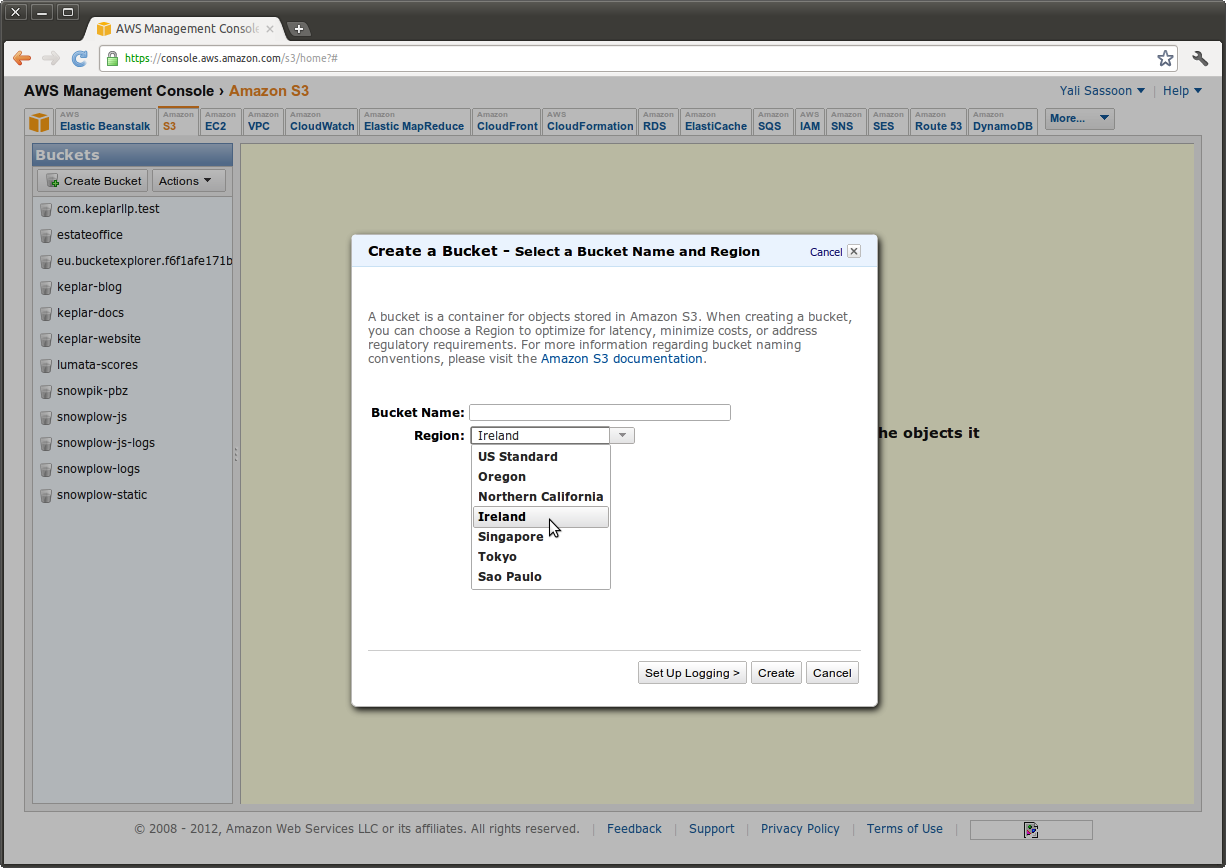 AWS Management Console
https://console.aws.amazon.com/s3/home?#
AWS Management Console › Amazon S3
Yali Sassoon
Help
AWS
Elastic Beanstalk
Amazon
S3
Amazon
EC2
Amazon
VPC
Amazon
CloudWatch
Amazon
Elastic MapReduce
Amazon
CloudFront
AWS
CloudFormation
Amazon
RDS
Amazon
ElastiCache
Amazon
SQS
AWS
IAM
Amazon
SNS
Amazon
SES
Amazon
Route 53
Amazon
DynamoDB
More...
Buckets
Create Bucket
Actions
com.keplarllp.test
estateoffice
eu.bucketexplorer.f6f1afe171b
keplar-blog
keplar-docs
keplar-website
lumata-scores
snowpik-pbz
snowplow-js
snowplow-js-logs
snowplow-logs
snowplow-static
he objects it
Create a Bucket - Select a Bucket Name and Region
Cancel
A bucket is a container for objects stored in Amazon S3. When creating a bucket,
you can choose a Region to optimize for latency, minimize costs, or address
regulatory requirements. For more information regarding bucket naming
conventions, please visit the Amazon S3 documentation.
Bucket Name:
Region: Ireland
US Standard
Oregon
Northern California
Ireland
Singapore
Tokyo
Sao Paulo
Set Up Logging >
Create
Cancel
© 2008 - 2012, Amazon Web Services LLC or its affiliates. All rights reserved. | Feedback | Support | Privacy Policy | Terms of Use |